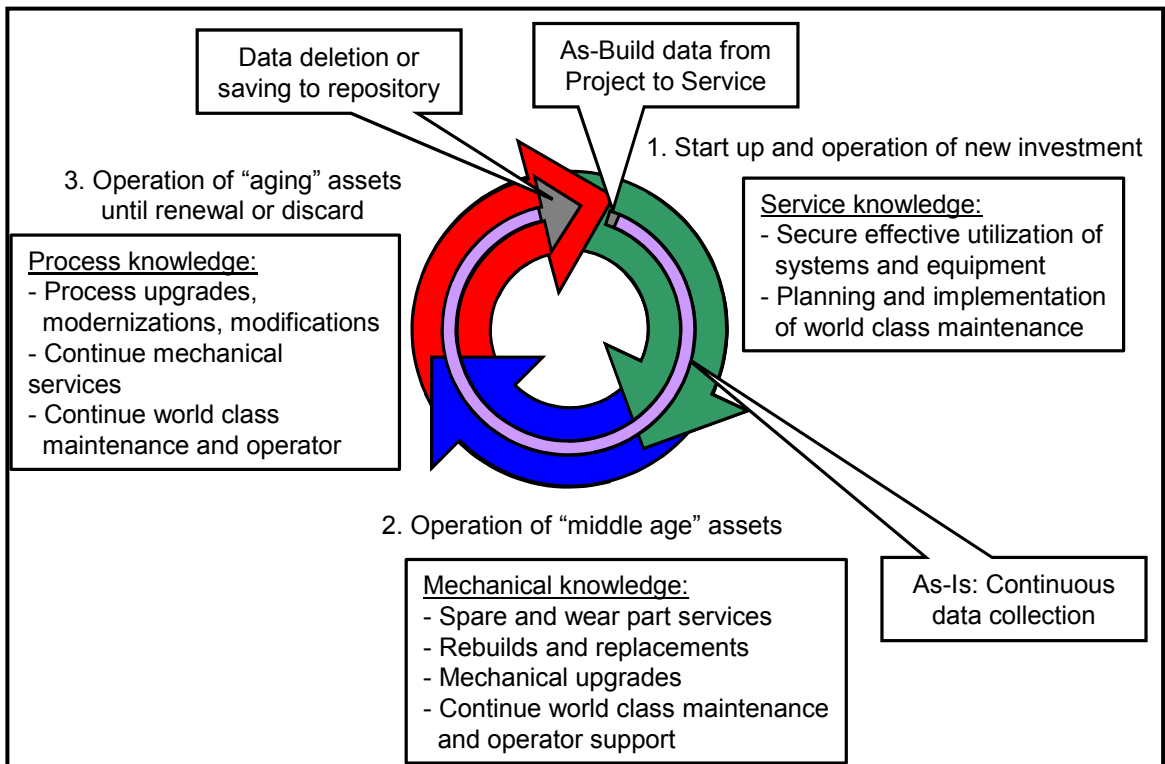 Data deletion or
saving to repository
As-Build data from
Project to Service
1. Start up and operation of new investment
Service knowledge:
- Secure effective utilization of
systems and equipment
- Planning and implementation
of world class maintenance
3. Operation of “aging” assets
until renewal or discard
Process knowledge:
- Process upgrades,
modernizations, modifications
- Continue mechanical
services
- Continue world class
maintenance and operator
2. Operation of “middle age” assets
Mechanical knowledge:
- Spare and wear part services
- Rebuilds and replacements
- Mechanical upgrades
- Continue world class maintenance
and operator support
As-Is: Continuous
data collection